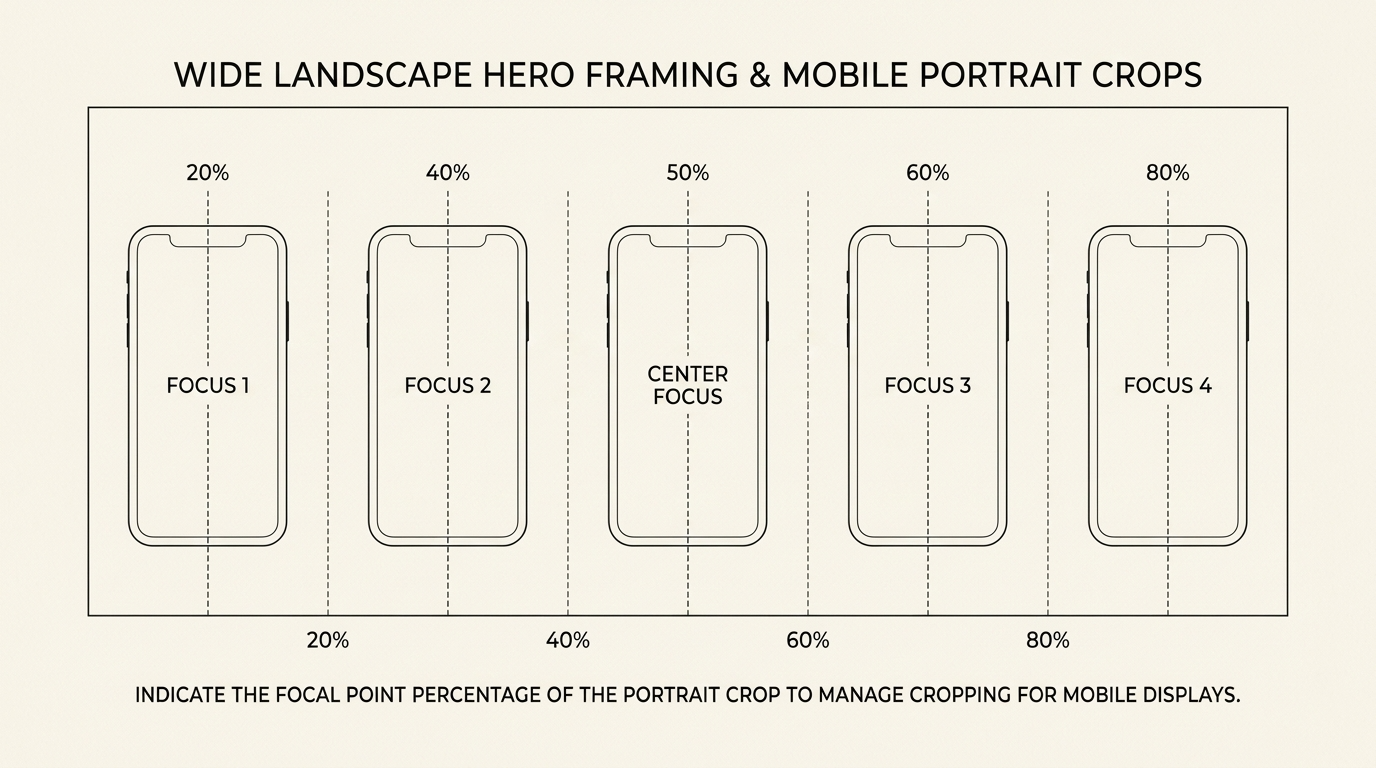 WIDE LANDSCAPE HERO FRAMING & MOBILE PORTRAIT CROPS
20%
40%
50%
60%
80%
FOCUS 1
FOCUS 2
CENTER
FOCUS
FOCUS 3
FOCUS 4
20%
40%
60%
80%
INDICATE THE FOCAL POINT PERCENTAGE OF THE PORTRAIT CROP TO MANAGE CROPPING FOR MOBILE DISPLAYS.